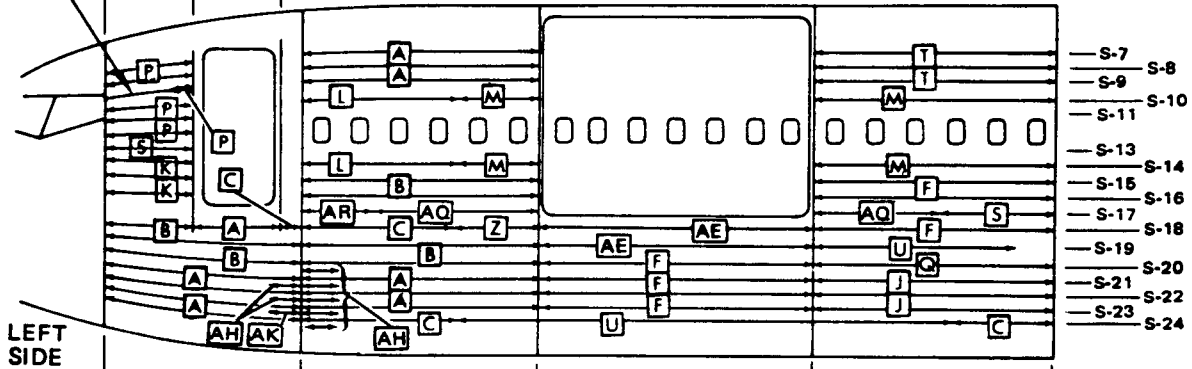 A T S-7
P A T S-8
L M M S-9
P S-10
P S-11
S P
K L M M S-13
K C B F S-14
AR AQ AQ S S-15
B A C Z AE F S-16
B B AE U S-17
A A F Q S-18
A A F J S-19
F J S-20
AH AK AH C U C S-21
S-22
S-23
S-24
LEFT
SIDE